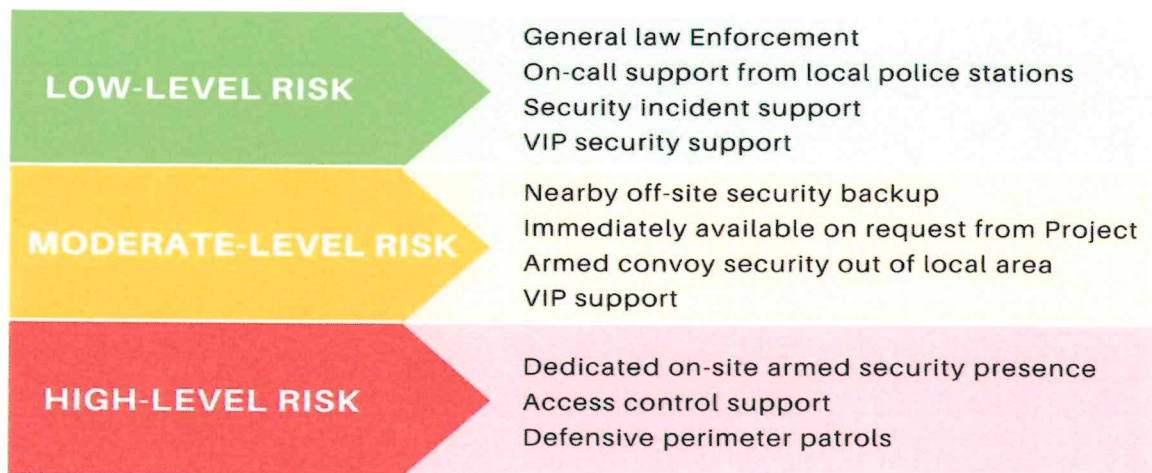 LOW-LEVEL RISK
General law Enforcement
On-call support from local police stations
Security incident support
VIP security support
MODERATE-LEVEL RISK
Nearby off-site security backup
Immediately available on request from Project
Armed convoy security out of local area
VIP support
HIGH-LEVEL RISK
Dedicated on-site armed security presence
Access control support
Defensive perimeter patrols